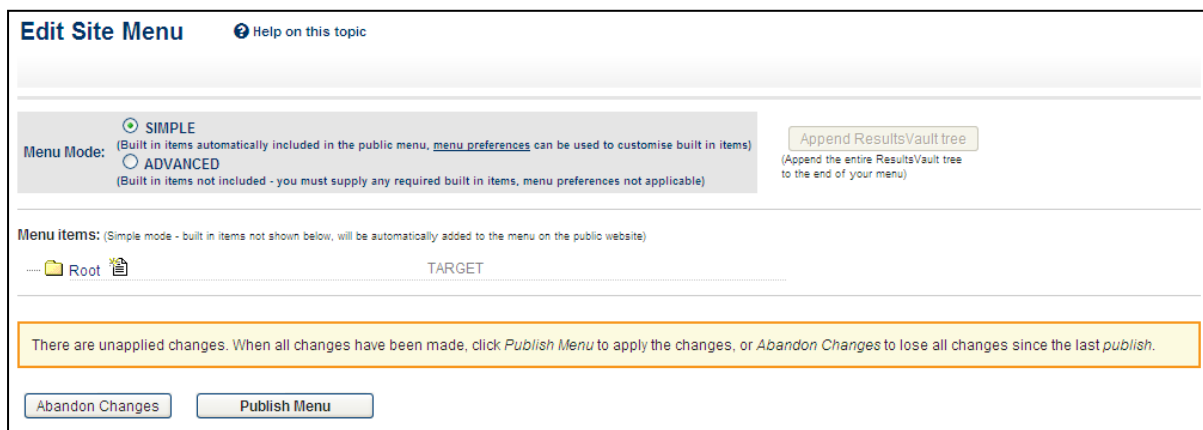 Edit Site Menu
Help on this topic
Menu Mode:
SIMPLE
(Built in items automatically included in the public menu, menu preferences can be used to customise built in items)
ADVANCED
(Built in items not included - you must supply any required built in items, menu preferences not applicable)
Append ResultsVault tree
(Append the entire ResultsVault tree
to the end of your menu)
Menu items: (Simple mode - built in items not shown below, will be automatically added to the menu on the public website)
Root
TARGET
There are unapplied changes. When all changes have been made, click Publish Menu to apply the changes, or Abandon Changes to lose all changes since the last publish.
Abandon Changes
Publish Menu